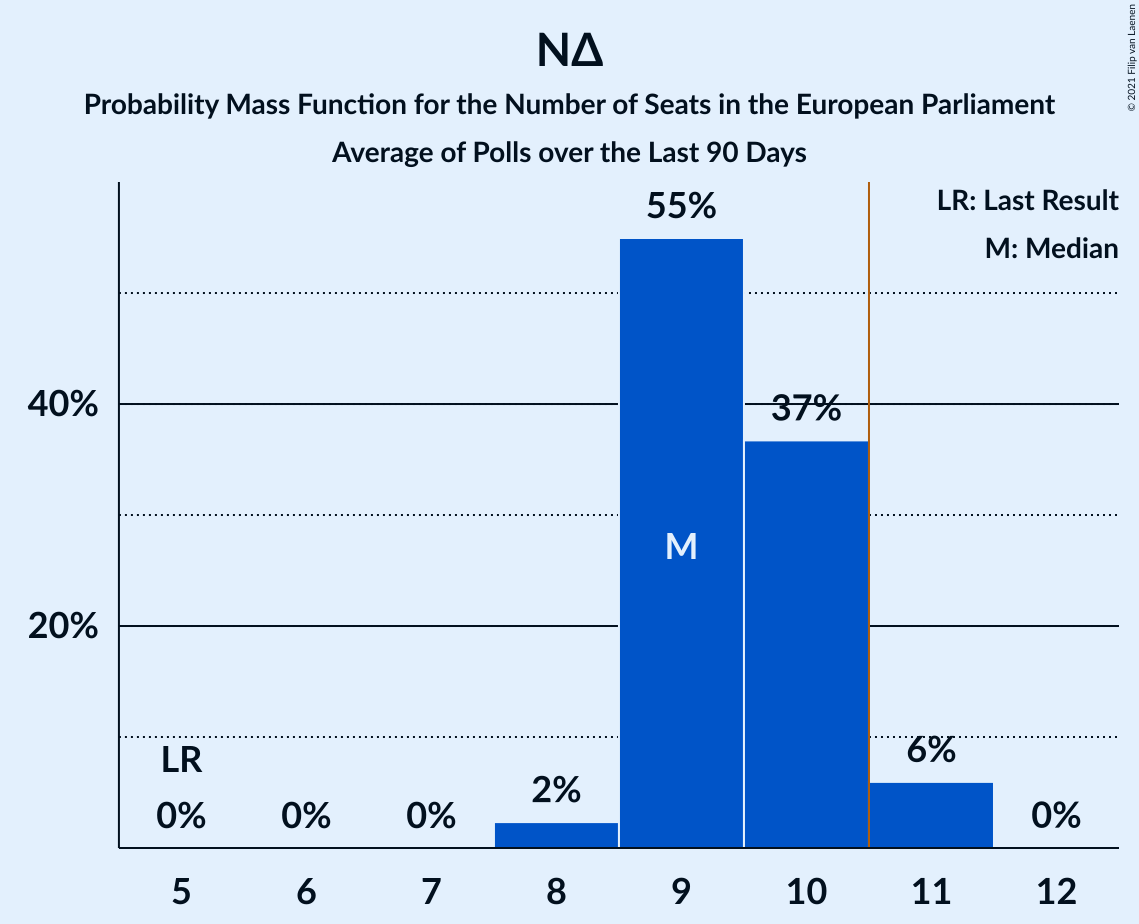 © 2021 Filip van Laenen
ΝΔ
Probability Mass Function for the Number of Seats in the European Parliament
Average of Polls over the Last 90 Days
LR: Last Result
M: Median
55%
40%
37%
M
20%
LR
6%
2%
0%
0%
0%
0%
5
6
7
8
9
10
11
12